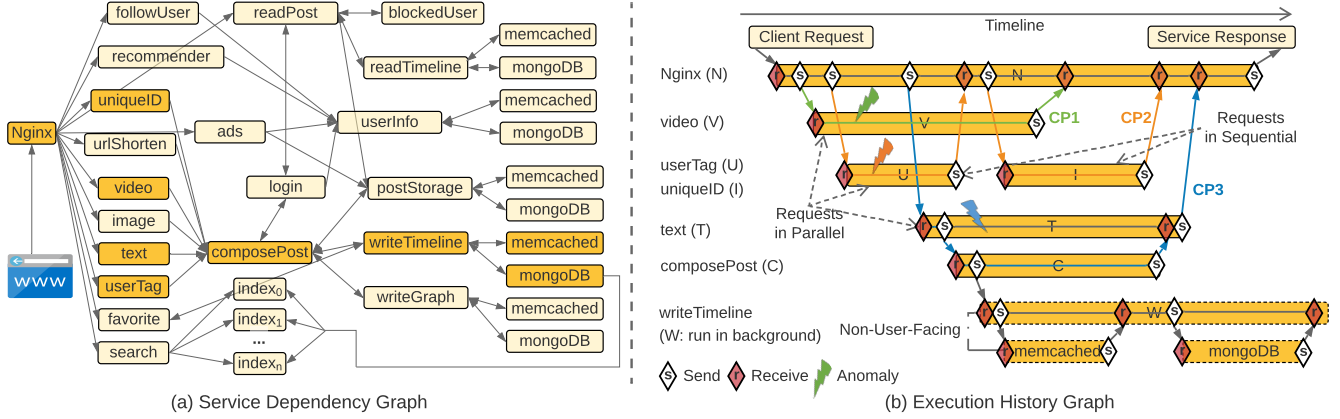 followUser
readPost
blockedUser
memcached
recommender
readTimeline
mongoDB
uniqueID
memcached
Nginx
ads
userInfo
urlShorten
mongoDB
video
login
postStorage
memcached
image
mongoDB
text
composePost
writeTimeline
memcached
www
userTag
index0
mongoDB
favorite
writeGraph
memcached
index1
search
...
mongoDB
indexn
(a) Service Dependency Graph
Timeline
Client Request
Service Response
Nginx (N)
r s s s r s N r r r s
video (V)
r V s
CP1
CP2
Requests
in Sequential
userTag (U)
uniqueID (I)
r U s r I s
CP3
Requests
in Parallel
text (T)
r s T r s
composePost (C)
r s C s
writeTimeline
(W: run in background)
r s r W s r
Non-User-Facing
r memcached s r mongoDB s
s Send r Receive Anomaly
(b) Execution History Graph